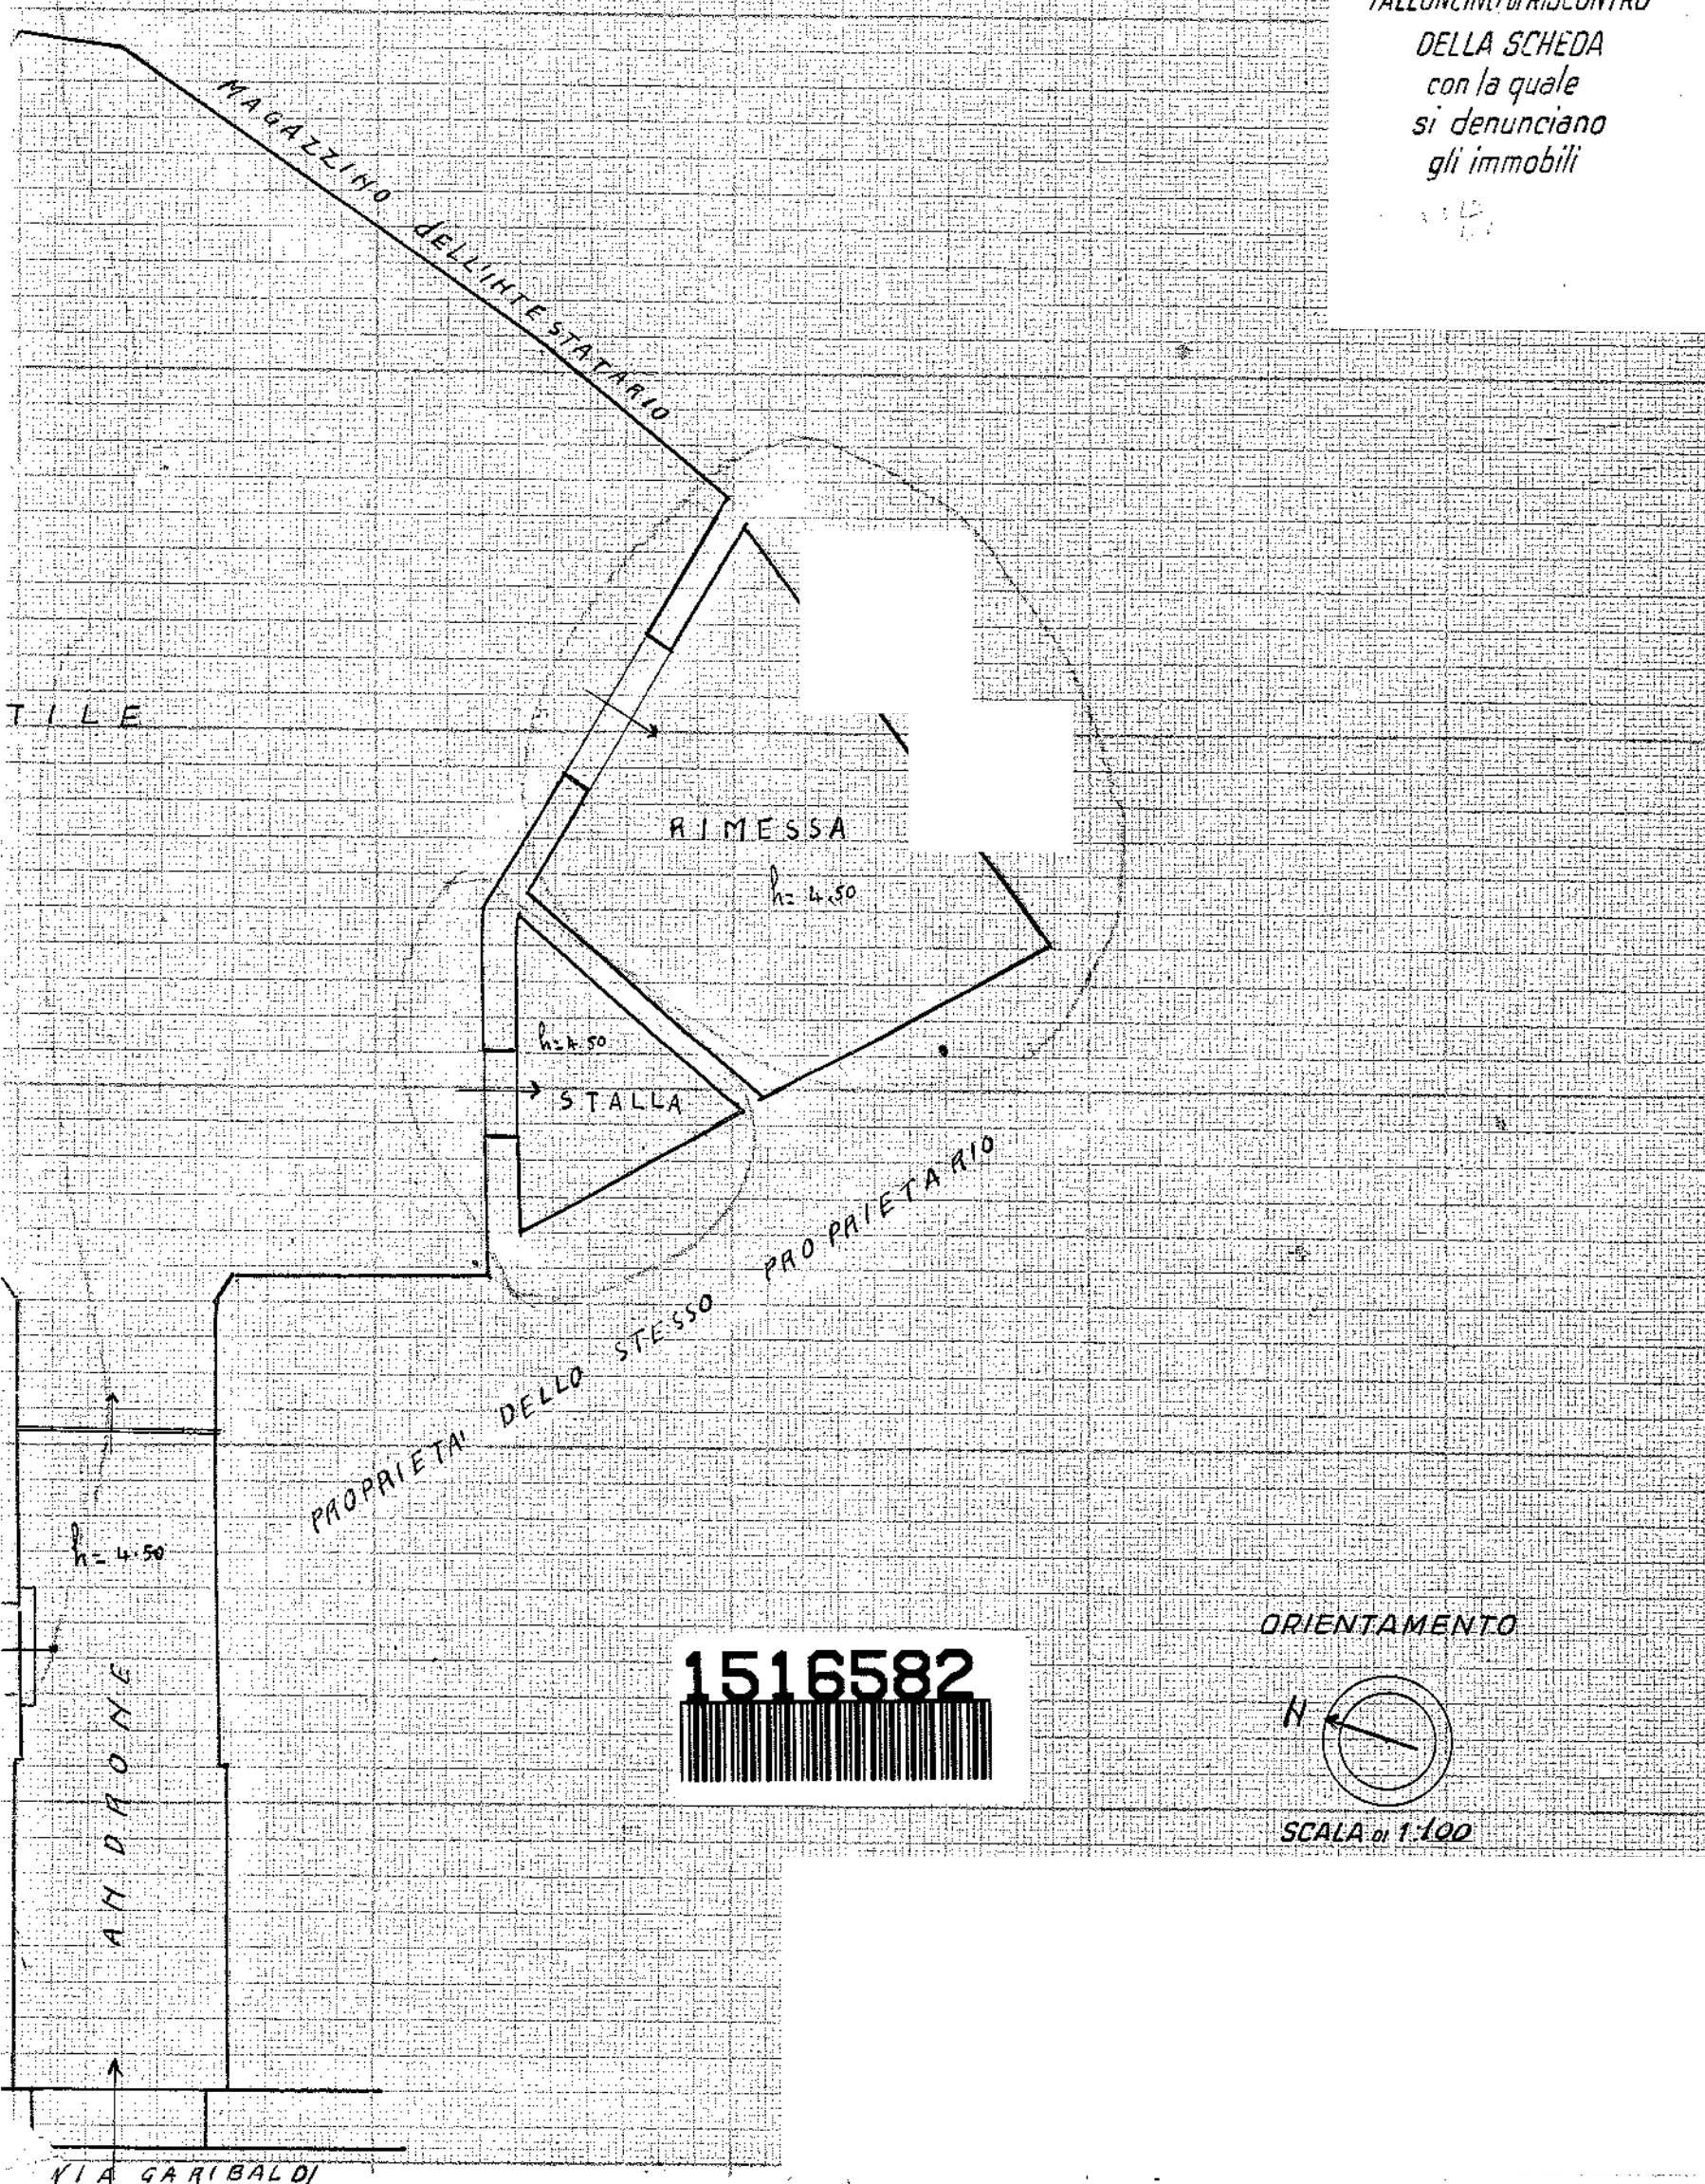 TALLONCINO di RISCONTRO
DELLA SCHEDA
con la quale
si denunciano
gli immobili
MAGAZZINO dELL'INTESTATARIO
TILE
RIMESSA
h= 4.50
h=4.50
STALLA
PROPRIETA' DELLO STESSO PROPRIETARIO
h= 4.50
ANDRONE
1516582
ORIENTAMENTO
N
SCALA DI 1:100
VIA GARIBALDI